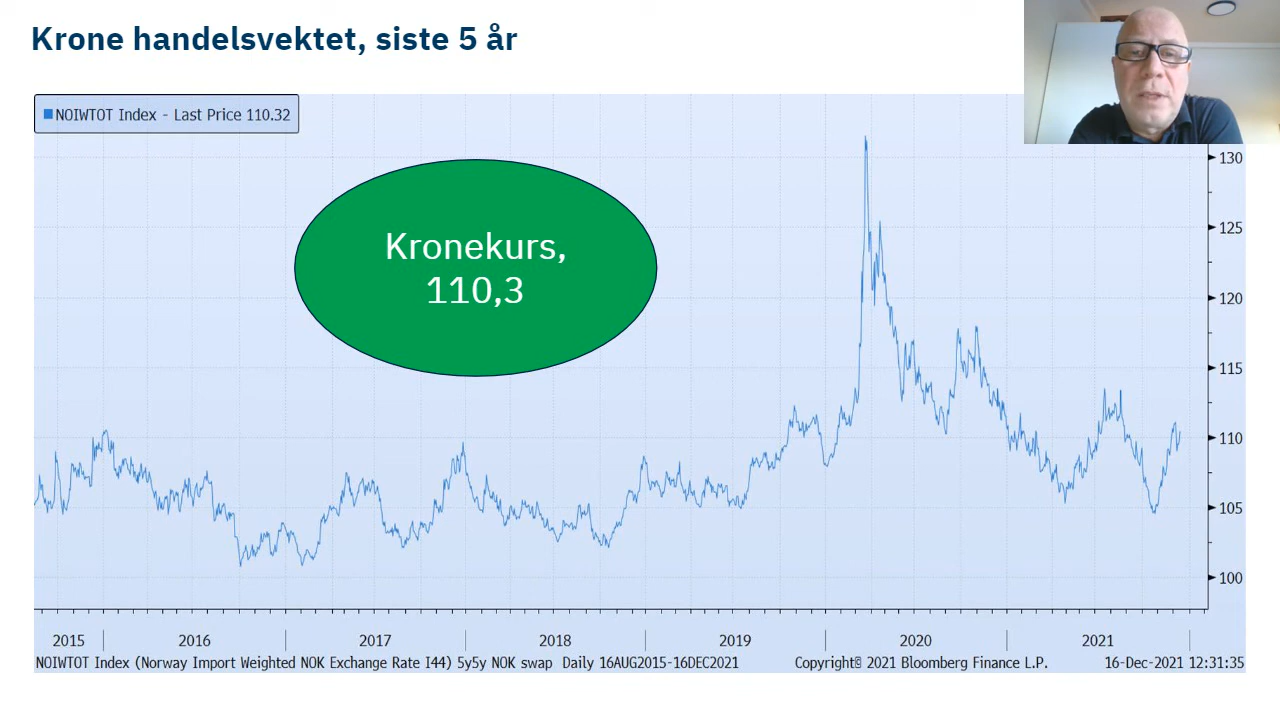 Krone handelsvektet, siste 5 år
NOIWTOT Index - Last Price 110.32
Kronekurs,
110,3
130
125
120
115
110
105
100
2015 2016 2017 2018 2019 2020 2021
NOIWTOT Index (Norway Import Weighted NOK Exchange Rate I44) 5y5y NOK swap Daily 16AUG2015-16DEC2021 Copyright© 2021 Bloomberg Finance L.P. 16-Dec-2021 12:31:35